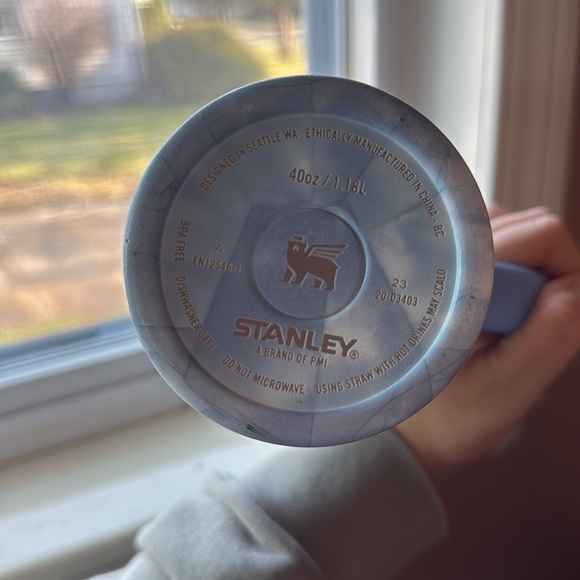 DESIGNED IN SEATTLE WA ETHICALLY MANUFACTURED IN CHINA - BC
40oz / 1.18L
BPA FREE
A
EN12546-1
23
20-03403
STANLEY®
A BRAND OF PMI
DISHWASHER SAFE DO NOT MICROWAVE USING STRAW WITH HOT DRINKS MAY SCALD